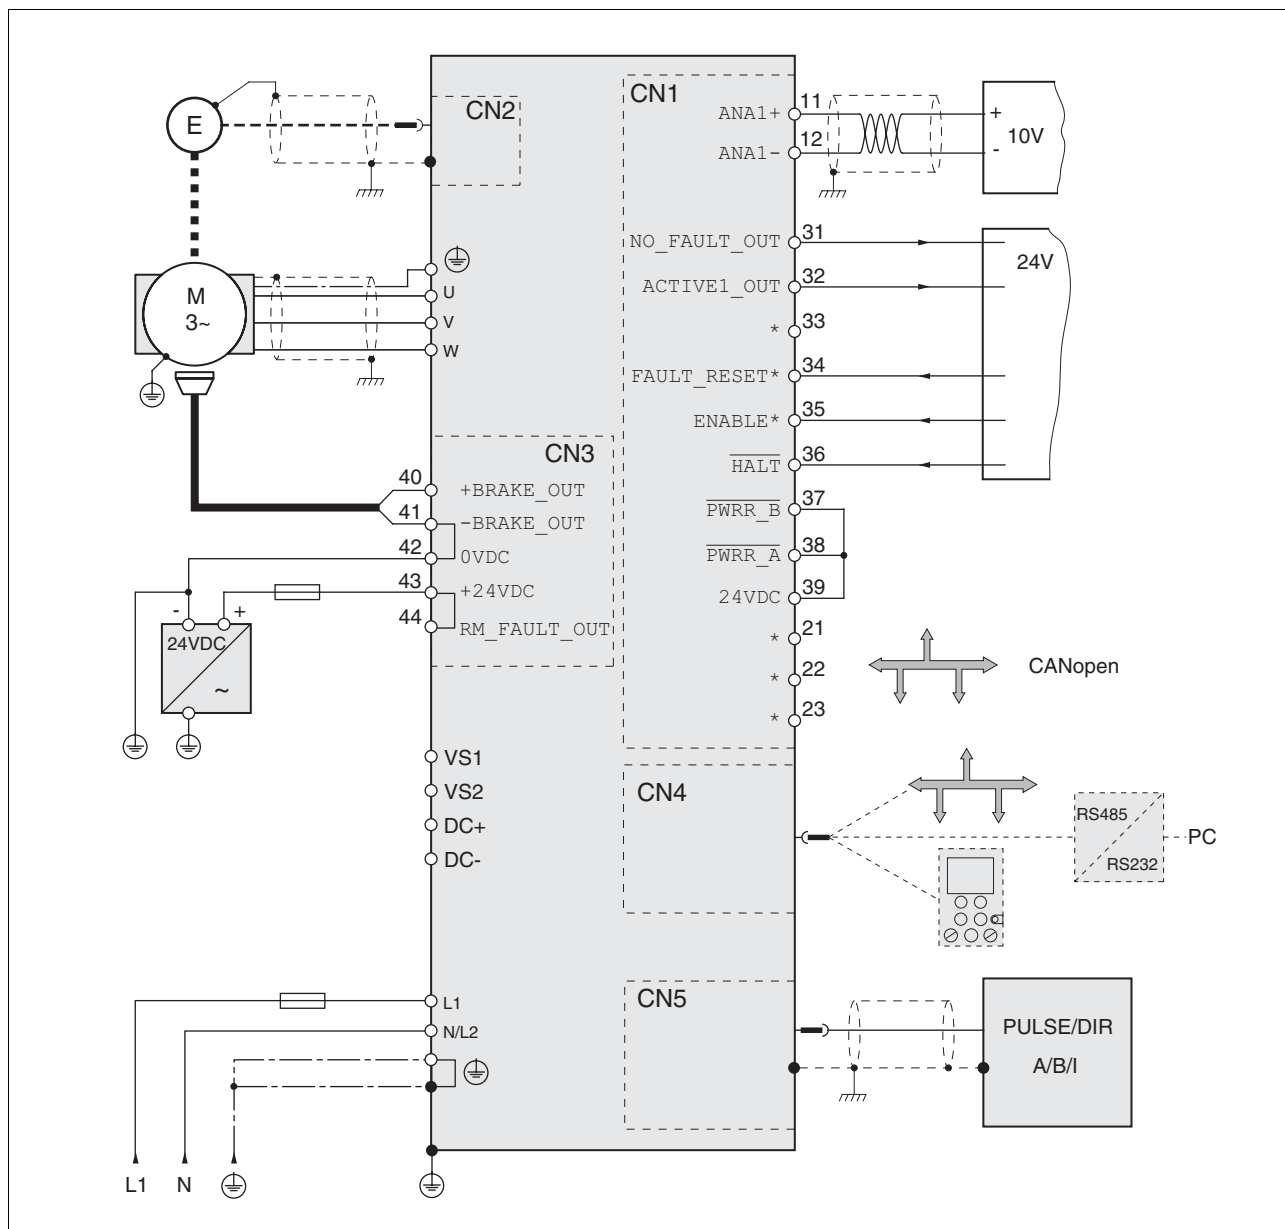 E
CN2
CN1
ANA1+
11
ANA1-
12
+
-
10V
M
3~
U
V
W
NO_FAULT_OUT
31
ACTIVE1_OUT
32
24V
*
33
FAULT_RESET*
34
ENABLE*
35
HALT
36
PWRR_B
37
PWRR_A
38
24VDC
39
*
21
*
22
*
23
CANopen
CN3
40
+BRAKE_OUT
41
-BRAKE_OUT
42
0VDC
43
+24VDC
44
RM_FAULT_OUT
-
+
24VDC
~
VS1
VS2
DC+
DC-
CN4
RS485
RS232
PC
CN5
PULSE/DIR
A/B/I
L1
N/L2
L1
N